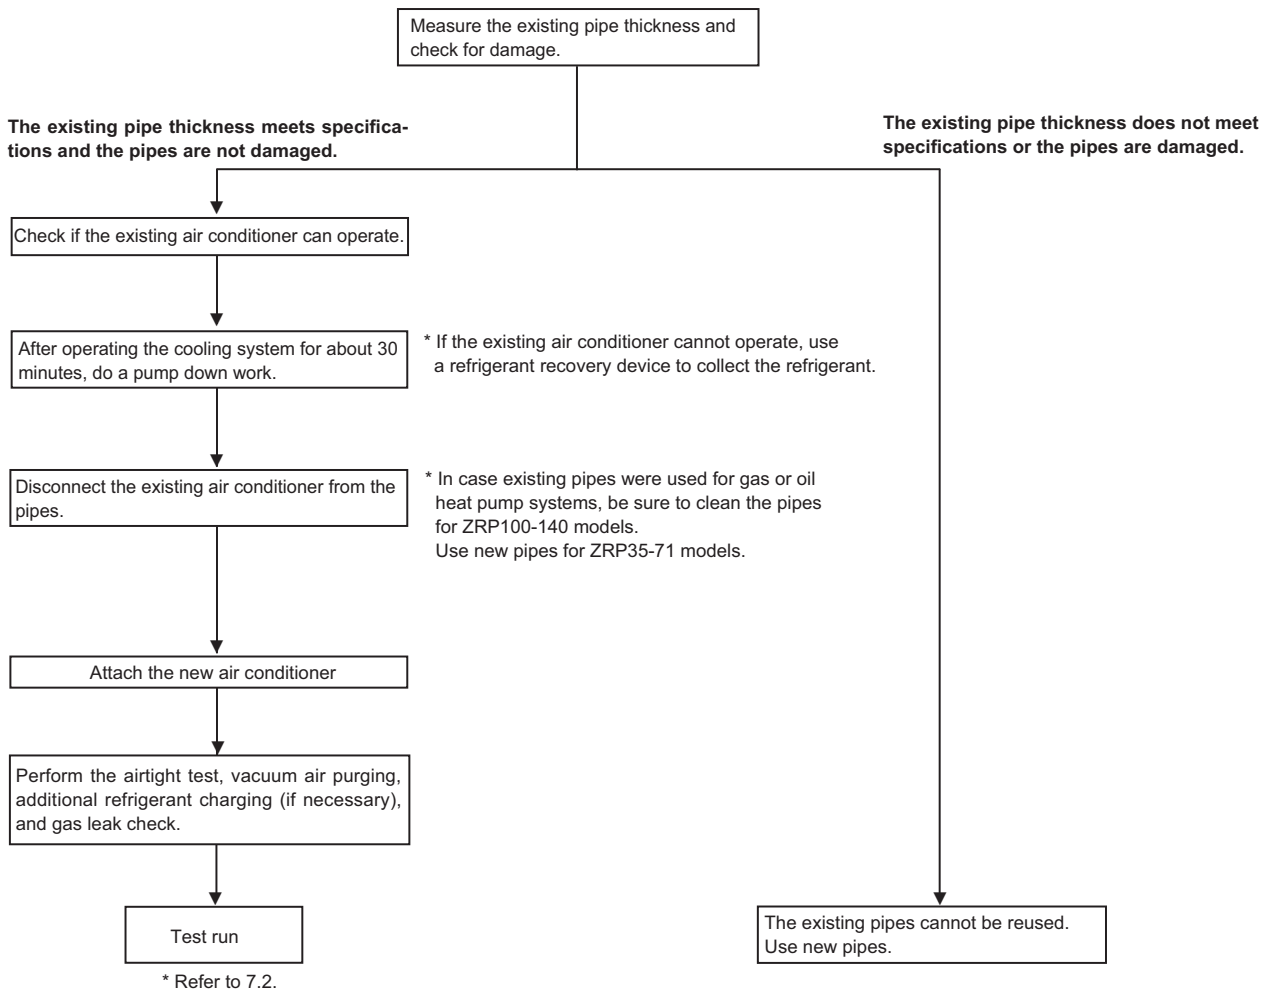 Measure the existing pipe thickness and
check for damage.
The existing pipe thickness meets specifica-
tions and the pipes are not damaged.
The existing pipe thickness does not meet
specifications or the pipes are damaged.
Check if the existing air conditioner can operate.
After operating the cooling system for about 30
minutes, do a pump down work.
* If the existing air conditioner cannot operate, use
a refrigerant recovery device to collect the refrigerant.
Disconnect the existing air conditioner from the
pipes.
* In case existing pipes were used for gas or oil
heat pump systems, be sure to clean the pipes
for ZRP100-140 models.
Use new pipes for ZRP35-71 models.
Attach the new air conditioner
Perform the airtight test, vacuum air purging,
additional refrigerant charging (if necessary),
and gas leak check.
Test run
* Refer to 7.2.
The existing pipes cannot be reused.
Use new pipes.